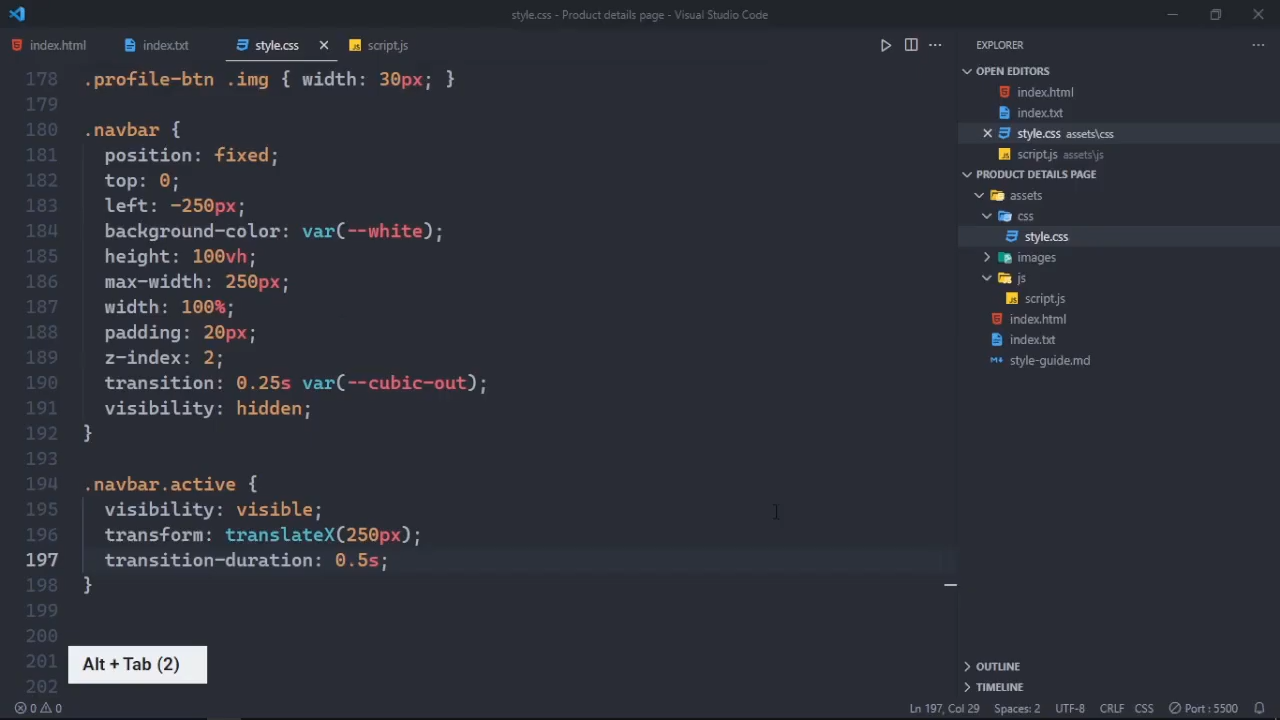 style.css - Product details page - Visual Studio Code
index.html
index.txt
style.css
JS script.js
178 .profile-btn .img { width: 30px; }
179
180 .navbar {
181 position: fixed;
182 top: 0;
183 left: -250px;
184 background-color: var(--white);
185 height: 100vh;
186 max-width: 250px;
187 width: 100%;
188 padding: 20px;
189 z-index: 2;
190 transition: 0.25s var(--cubic-out);
191 visibility: hidden;
192 }
193
194 .navbar.active {
195 visibility: visible;
196 transform: translateX(250px);
197 transition-duration: 0.5s;
198 }
199
200
201
202
Alt + Tab (2)
EXPLORER
OPEN EDITORS
index.html
index.txt
style.css assets\css
JS script.js assets\js
PRODUCT DETAILS PAGE
assets
css
style.css
images
js
JS script.js
index.html
index.txt
style-guide.md
OUTLINE
TIMELINE
0 0
Ln 197, Col 29
Spaces: 2
UTF-8
CRLF
CSS
Port : 5500